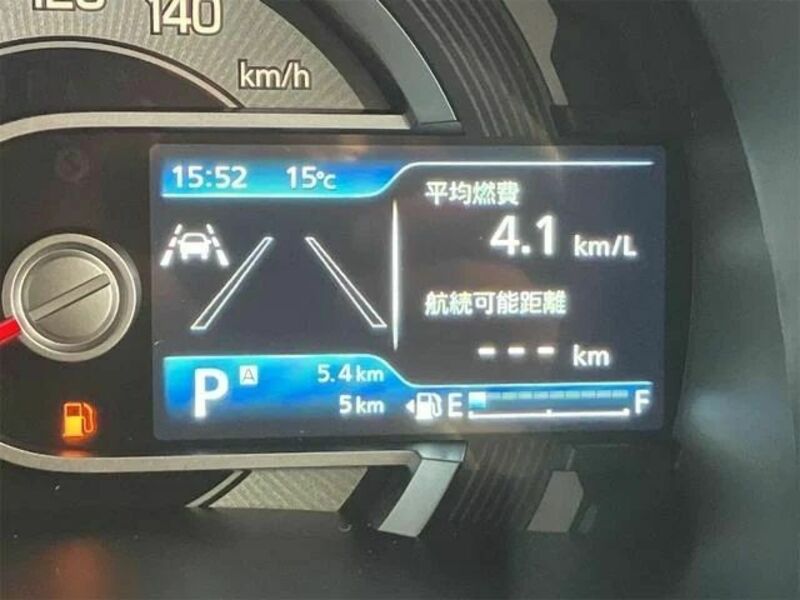 140
km/h
15:52 15℃
平均燃費
4.1 km/L
航続可能距離
--- km
P A 5.4 km
5 km
E F